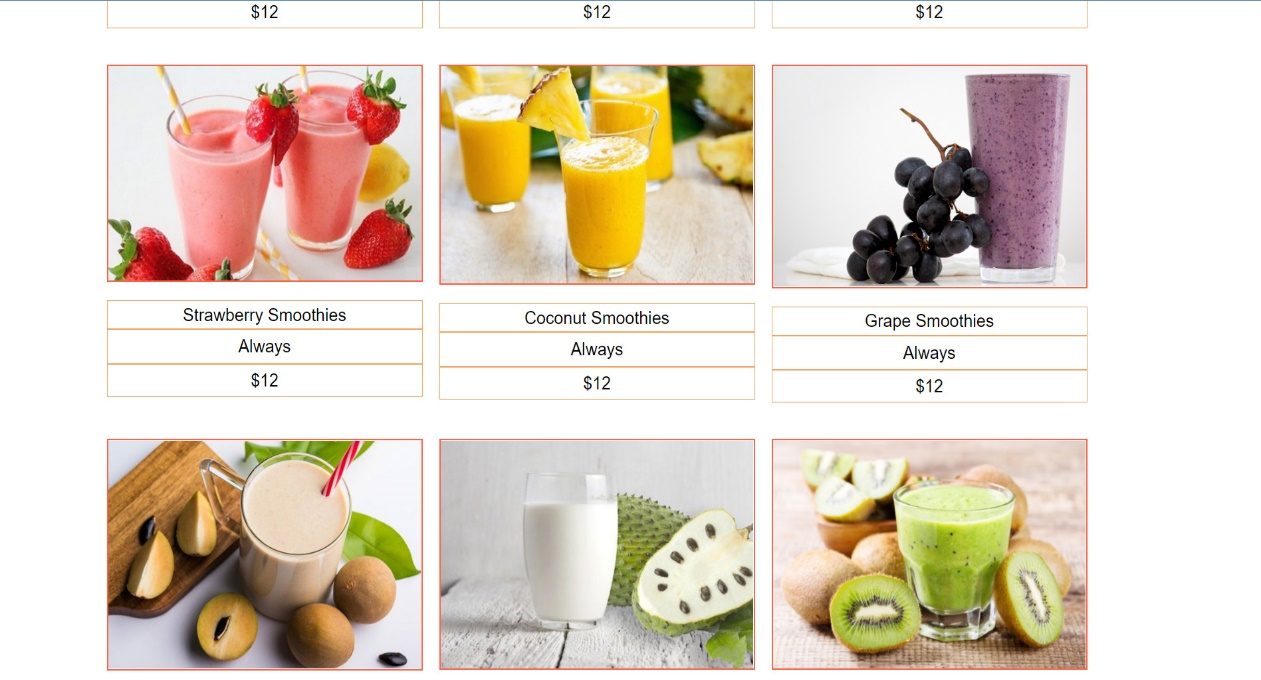 $12
$12
$12
Strawberry Smoothies
Always
$12
Coconut Smoothies
Always
$12
Grape Smoothies
Always
$12